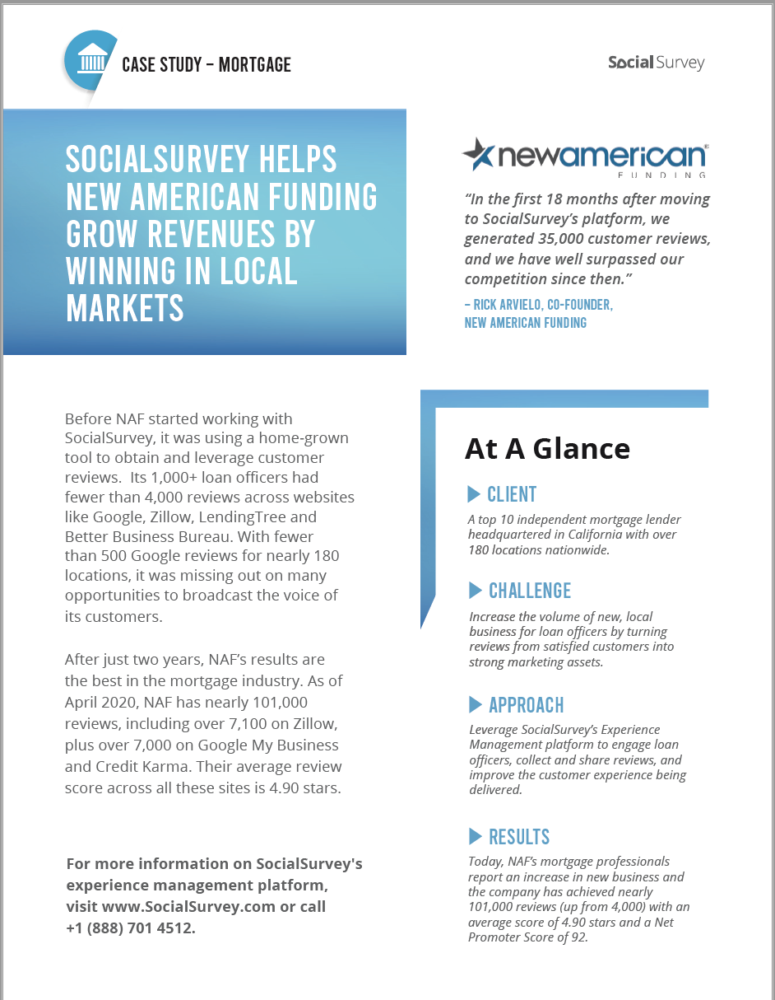 CASE STUDY – MORTGAGE
SocialSurvey
SOCIALSURVEY HELPS
NEW AMERICAN FUNDING
GROW REVENUES BY
WINNING IN LOCAL
MARKETS
newamerican®
FUNDING
“In the first 18 months after moving
to SocialSurvey’s platform, we
generated 35,000 customer reviews,
and we have well surpassed our
competition since then.”
– RICK ARVIELO, CO-FOUNDER,
NEW AMERICAN FUNDING
Before NAF started working with
SocialSurvey, it was using a home-grown
tool to obtain and leverage customer
reviews.  Its 1,000+ loan officers had
fewer than 4,000 reviews across websites
like Google, Zillow, LendingTree and
Better Business Bureau. With fewer
than 500 Google reviews for nearly 180
locations, it was missing out on many
opportunities to broadcast the voice of
its customers.
After just two years, NAF’s results are
the best in the mortgage industry. As of
April 2020, NAF has nearly 101,000
reviews, including over 7,100 on Zillow,
plus over 7,000 on Google My Business
and Credit Karma. Their average review
score across all these sites is 4.90 stars.
For more information on SocialSurvey's
experience management platform,
visit www.SocialSurvey.com or call
+1 (888) 701 4512.
At A Glance
CLIENT
A top 10 independent mortgage lender
headquartered in California with over
180 locations nationwide.
CHALLENGE
Increase the volume of new, local
business for loan officers by turning
reviews from satisfied customers into
strong marketing assets.
APPROACH
Leverage SocialSurvey’s Experience
Management platform to engage loan
officers, collect and share reviews, and
improve the customer experience being
delivered.
RESULTS
Today, NAF’s mortgage professionals
report an increase in new business and
the company has achieved nearly
101,000 reviews (up from 4,000) with an
average score of 4.90 stars and a Net
Promoter Score of 92.